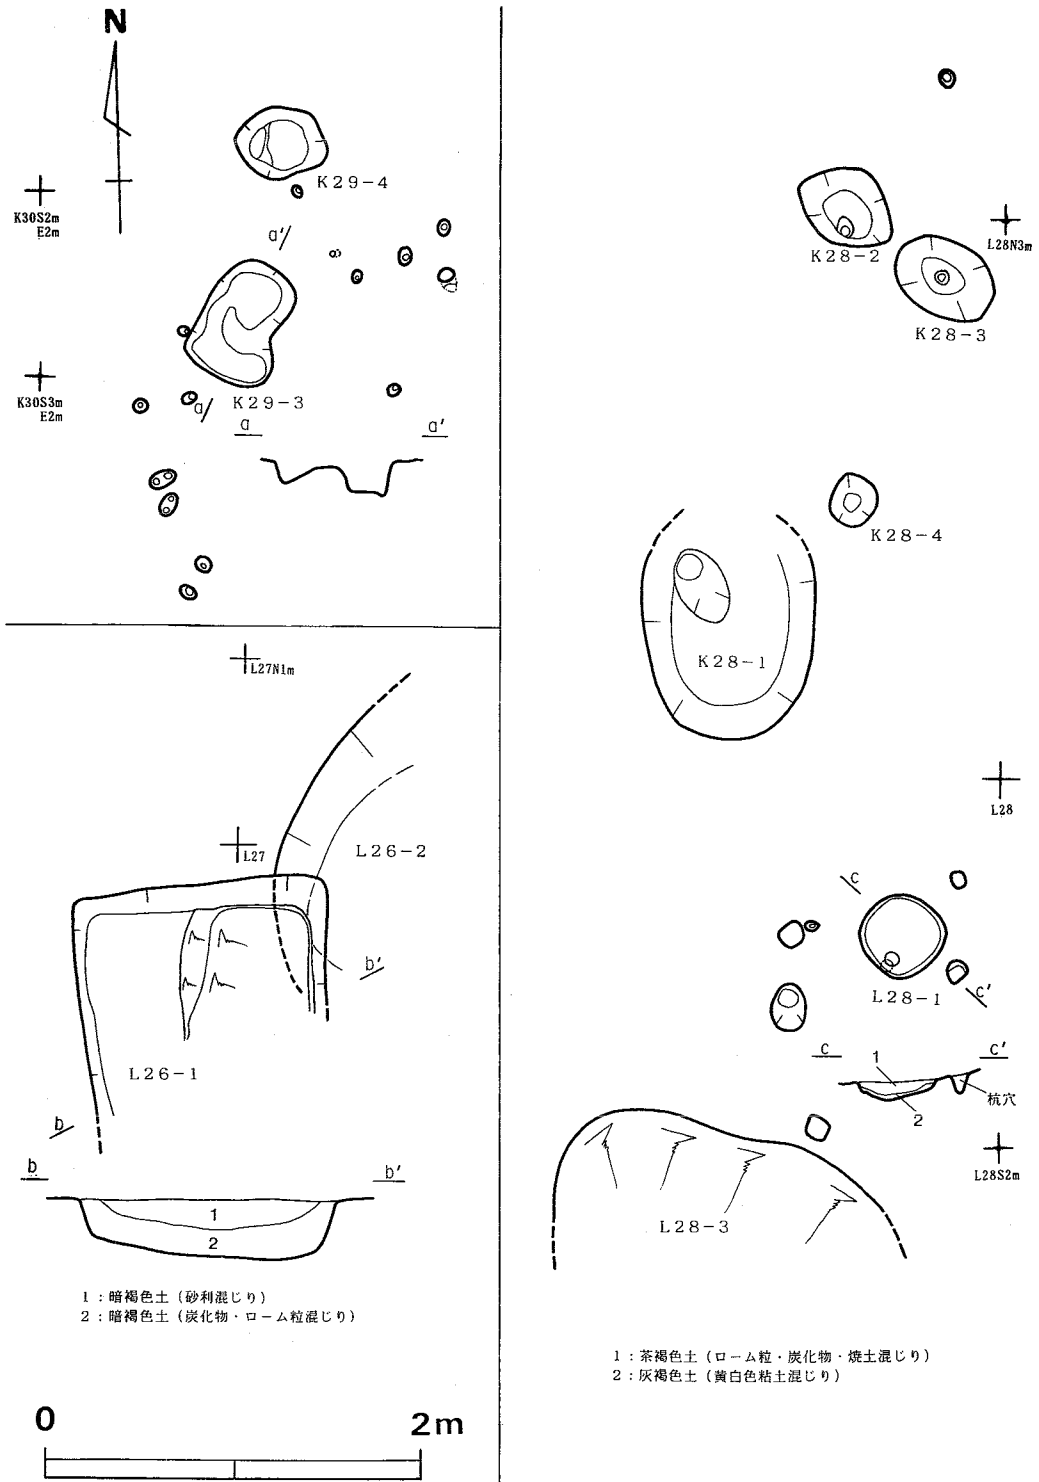 N
K29-4
K30S2m
E2m
a'
K29-3
K30S3m
E2m
a
a
a'
L27N1m
L27
L26-2
b'
L26-1
b
b
b'
1
2
1：暗褐色土（砂利混じり）
2：暗褐色土（炭化物・ローム粒混じり）
0
2m
K28-2
L28N3m
K28-3
K28-4
K28-1
L28
c
L28-1
c'
c
1
c'
杭穴
2
L28S2m
L28-3
1：茶褐色土（ローム粒・炭化物・焼土混じり）
2：灰褐色土（黄白色粘土混じり）